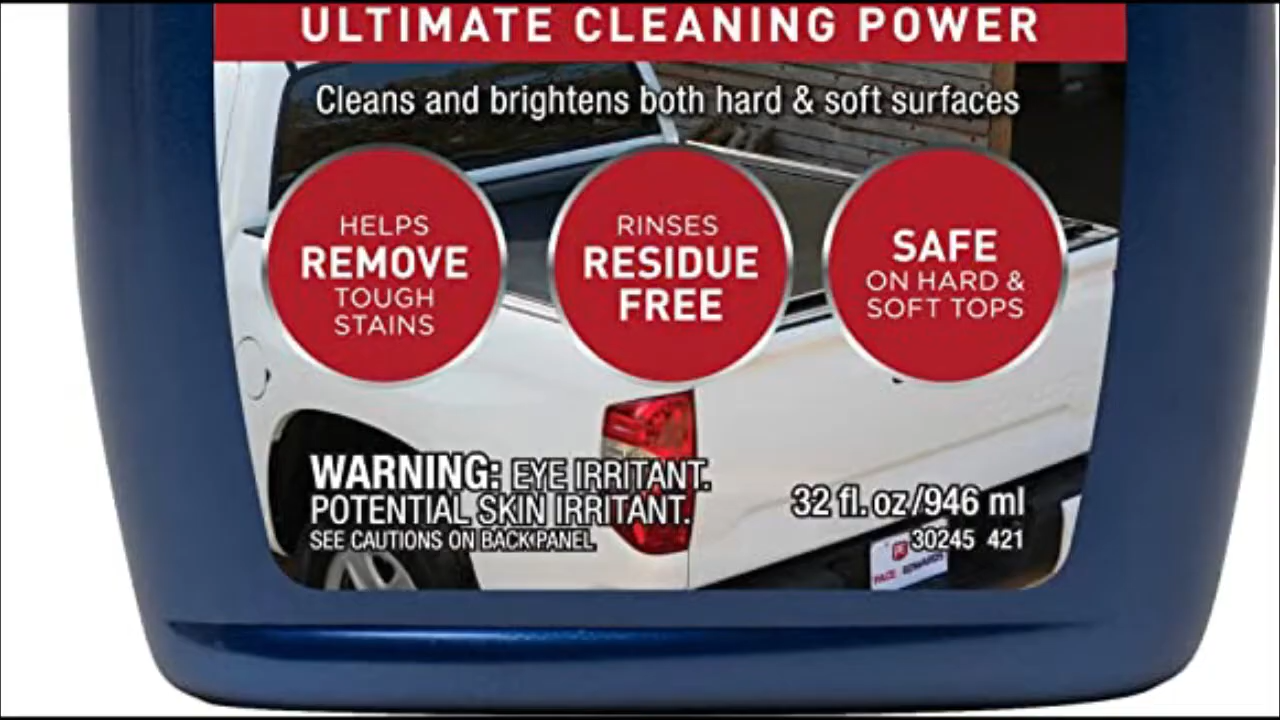 ULTIMATE CLEANING POWER
Cleans and brightens both hard & soft surfaces
HELPS
REMOVE
TOUGH
STAINS
RINSES
RESIDUE
FREE
SAFE
ON HARD &
SOFT TOPS
WARNING: EYE IRRITANT.
POTENTIAL SKIN IRRITANT.
SEE CAUTIONS ON BACK PANEL.
32 fl. oz/946 ml
30245 421
PACE EDWARDS